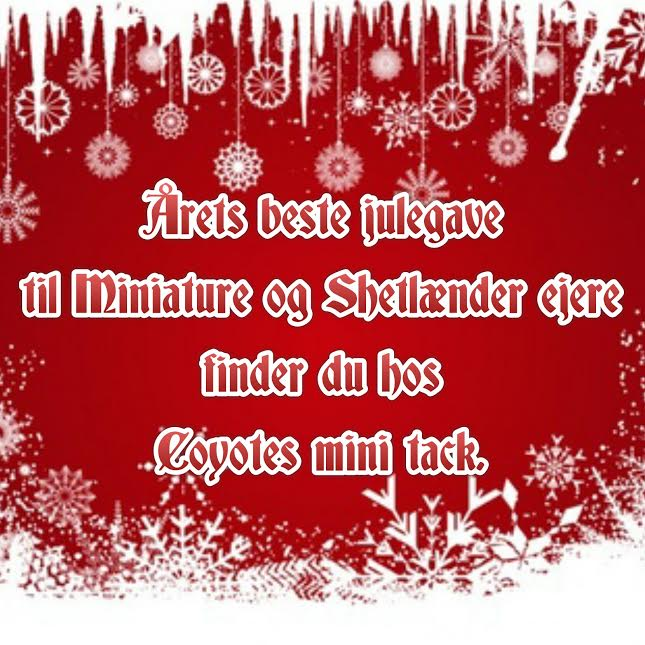 Årets beste julegave
til Miniature og Shetlænder ejere
finder du hos
Coyotes mini tack.